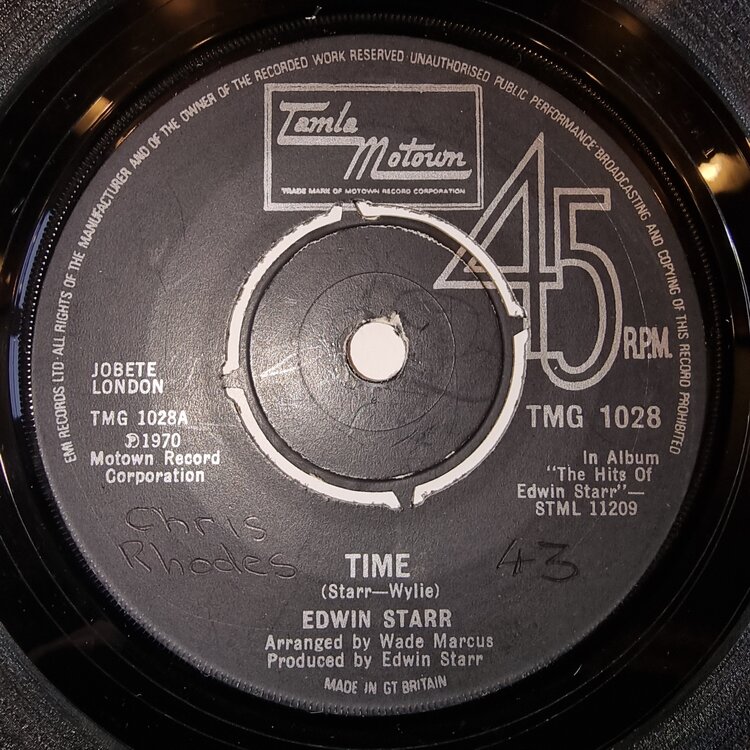 EMI RECORDS LTD ALL RIGHTS OF THE MANUFACTURER AND OF THE OWNER OF THE RECORDED WORK RESERVED UNAUTHORISED PUBLIC PERFORMANCE BROADCASTING AND COPYING OF THIS RECORD PROHIBITED
Tamla
Motown
TRADE MARK OF MOTOWN RECORD CORPORATION
45
R.P.M.
JOBETE
LONDON
TMG 1028A
℗1970
Motown Record
Corporation
TMG 1028
In Album
"The Hits Of
Edwin Starr"—
STML 11209
Chris
Rhodes
43
TIME
(Starr—Wylie)
EDWIN STARR
Arranged by Wade Marcus
Produced by Edwin Starr
MADE IN GT BRITAIN